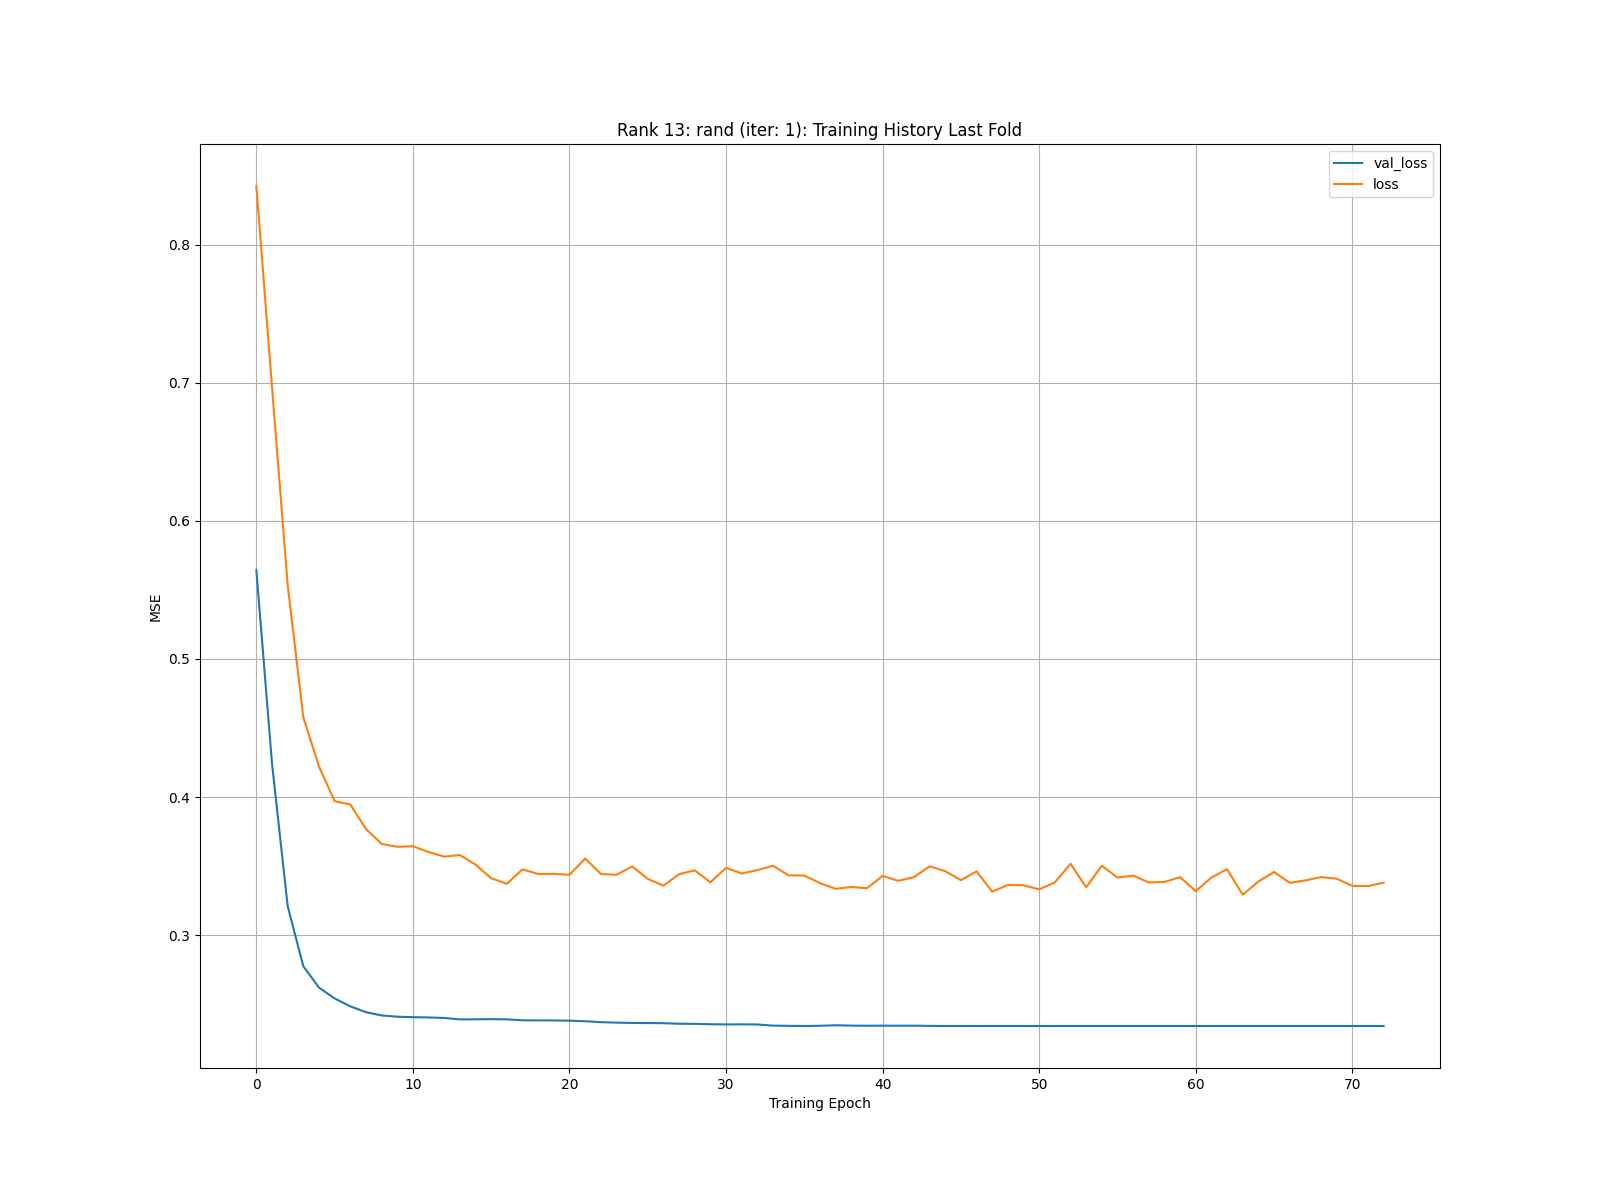 Rank 13: rand (iter: 1): Training History Last Fold
val_loss
loss
0.8
0.7
0.6
0.5
0.4
0.3
MSE
0 10 20 30 40 50 60 70
Training Epoch